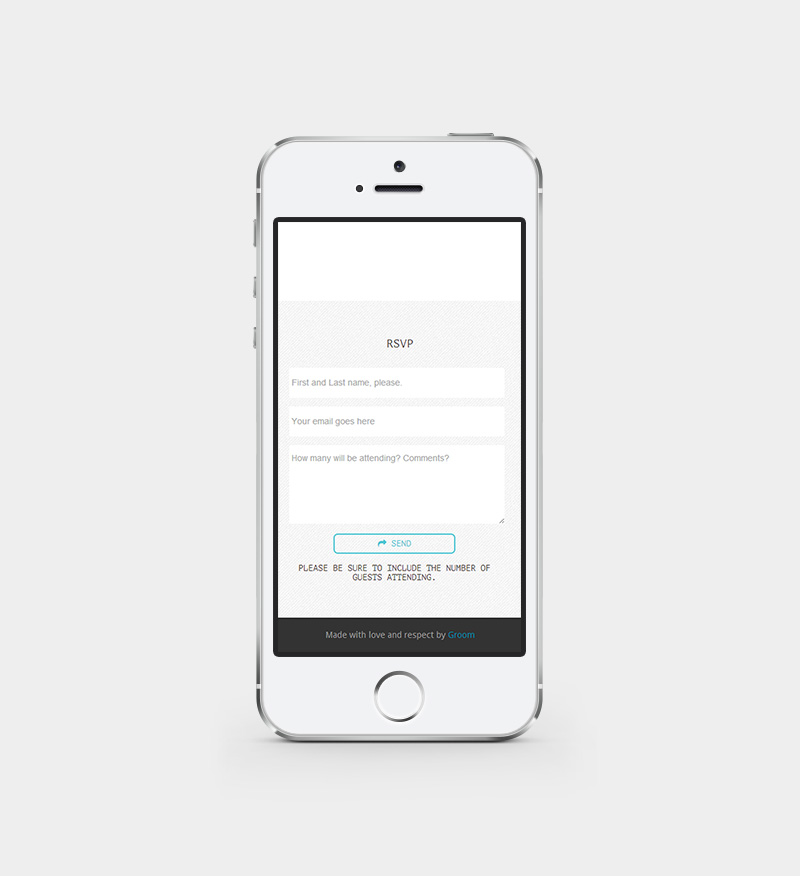 RSVP
First and Last name, please.
Your email goes here
How many will be attending? Comments?
SEND
PLEASE BE SURE TO INCLUDE THE NUMBER OF
GUESTS ATTENDING.
Made with love and respect by Groom